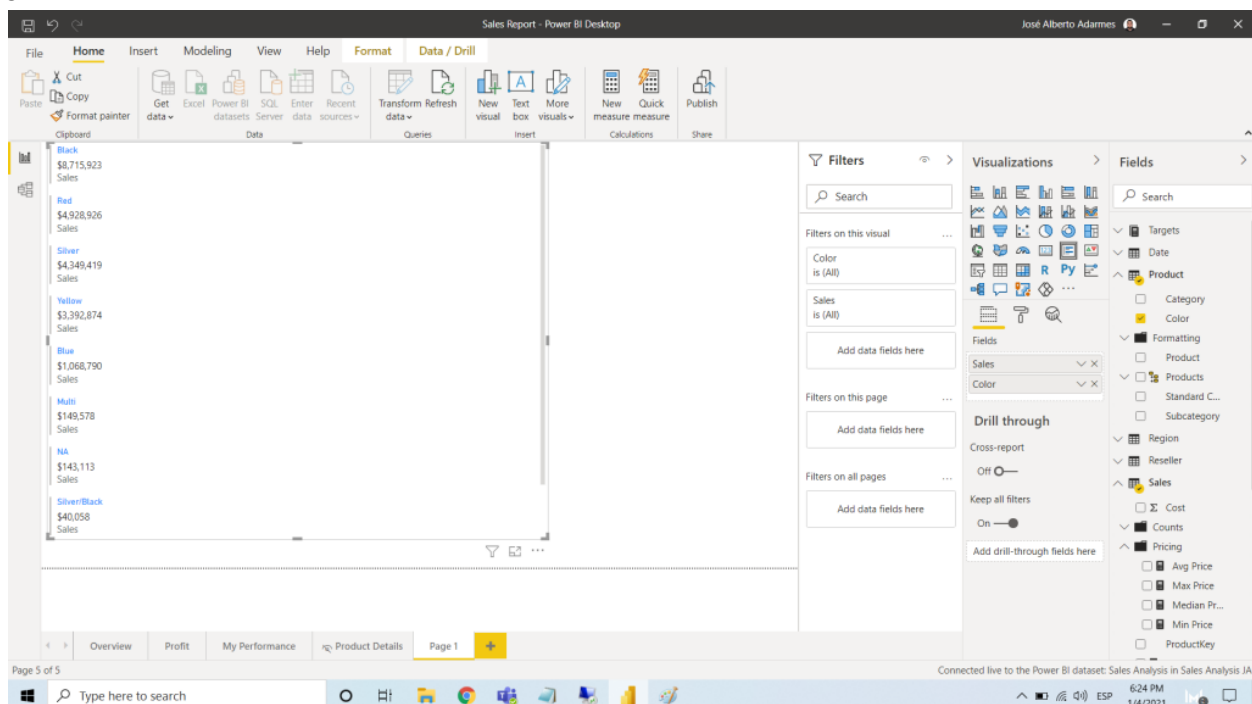 Sales Report - Power BI Desktop
José Alberto Adarmes
File Home Insert Modeling View Help Format Data / Drill
Paste
Cut
Copy
Format painter
Clipboard
Get data
Excel
Power BI datasets
SQL Server
Enter data
Recent sources
Data
Transform data
Refresh
Queries
New visual
Text box
More visuals
Insert
New measure
Quick measure
Calculations
Publish
Share
Black
$8,715,923
Sales
Red
$4,928,926
Sales
Silver
$4,349,419
Sales
Yellow
$3,392,874
Sales
Blue
$1,068,790
Sales
Multi
$149,578
Sales
NA
$143,113
Sales
Silver/Black
$40,058
Sales
Filters
Search
Filters on this visual ...
Color
is (All)
Sales
is (All)
Add data fields here
Filters on this page ...
Add data fields here
Filters on all pages ...
Add data fields here
Visualizations
R Py
...
Fields
Sales
Color
Drill through
Cross-report
Off
Keep all filters
On
Add drill-through fields here
Fields
Search
Targets
Date
Product
Category
Color
Formatting
Product
Products
Standard C...
Subcategory
Region
Reseller
Sales
Σ Cost
Counts
Pricing
Avg Price
Max Price
Median Pr...
Min Price
ProductKey
Overview Profit My Performance Product Details Page 1 +
Page 5 of 5
Connected live to the Power BI dataset: Sales Analysis in Sales Analysis JA
Type here to search
ESP
6:24 PM
1/4/2021